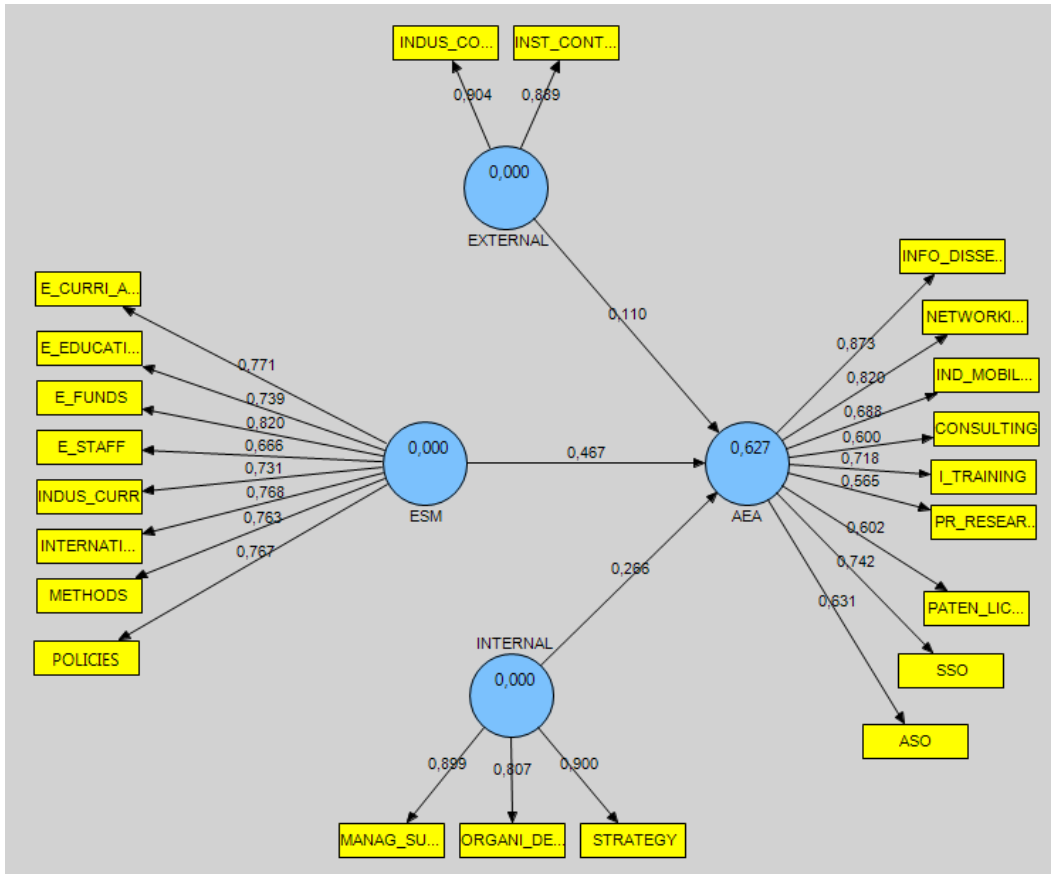 INDUS_CO...
INST_CONT...
0,904
0,839
0,000
EXTERNAL
0,110
E_CURRI_A...
E_EDUCATI...
E_FUNDS
E_STAFF
INDUS_CURR
INTERNATI...
METHODS
POLICIES
0,771
0,739
0,820
0,666
0,731
0,768
0,763
0,767
0,000
ESM
0,467
0,627
AEA
INFO_DISSE...
NETWORKI...
IND_MOBIL...
CONSULTING
I_TRAINING
PR_RESEAR...
PATEN_LIC...
SSO
ASO
0,873
0,820
0,688
0,600
0,718
0,565
0,602
0,742
0,631
0,266
INTERNAL
0,000
0,899
0,807
0,900
MANAG_SU...
ORGANI_DE...
STRATEGY